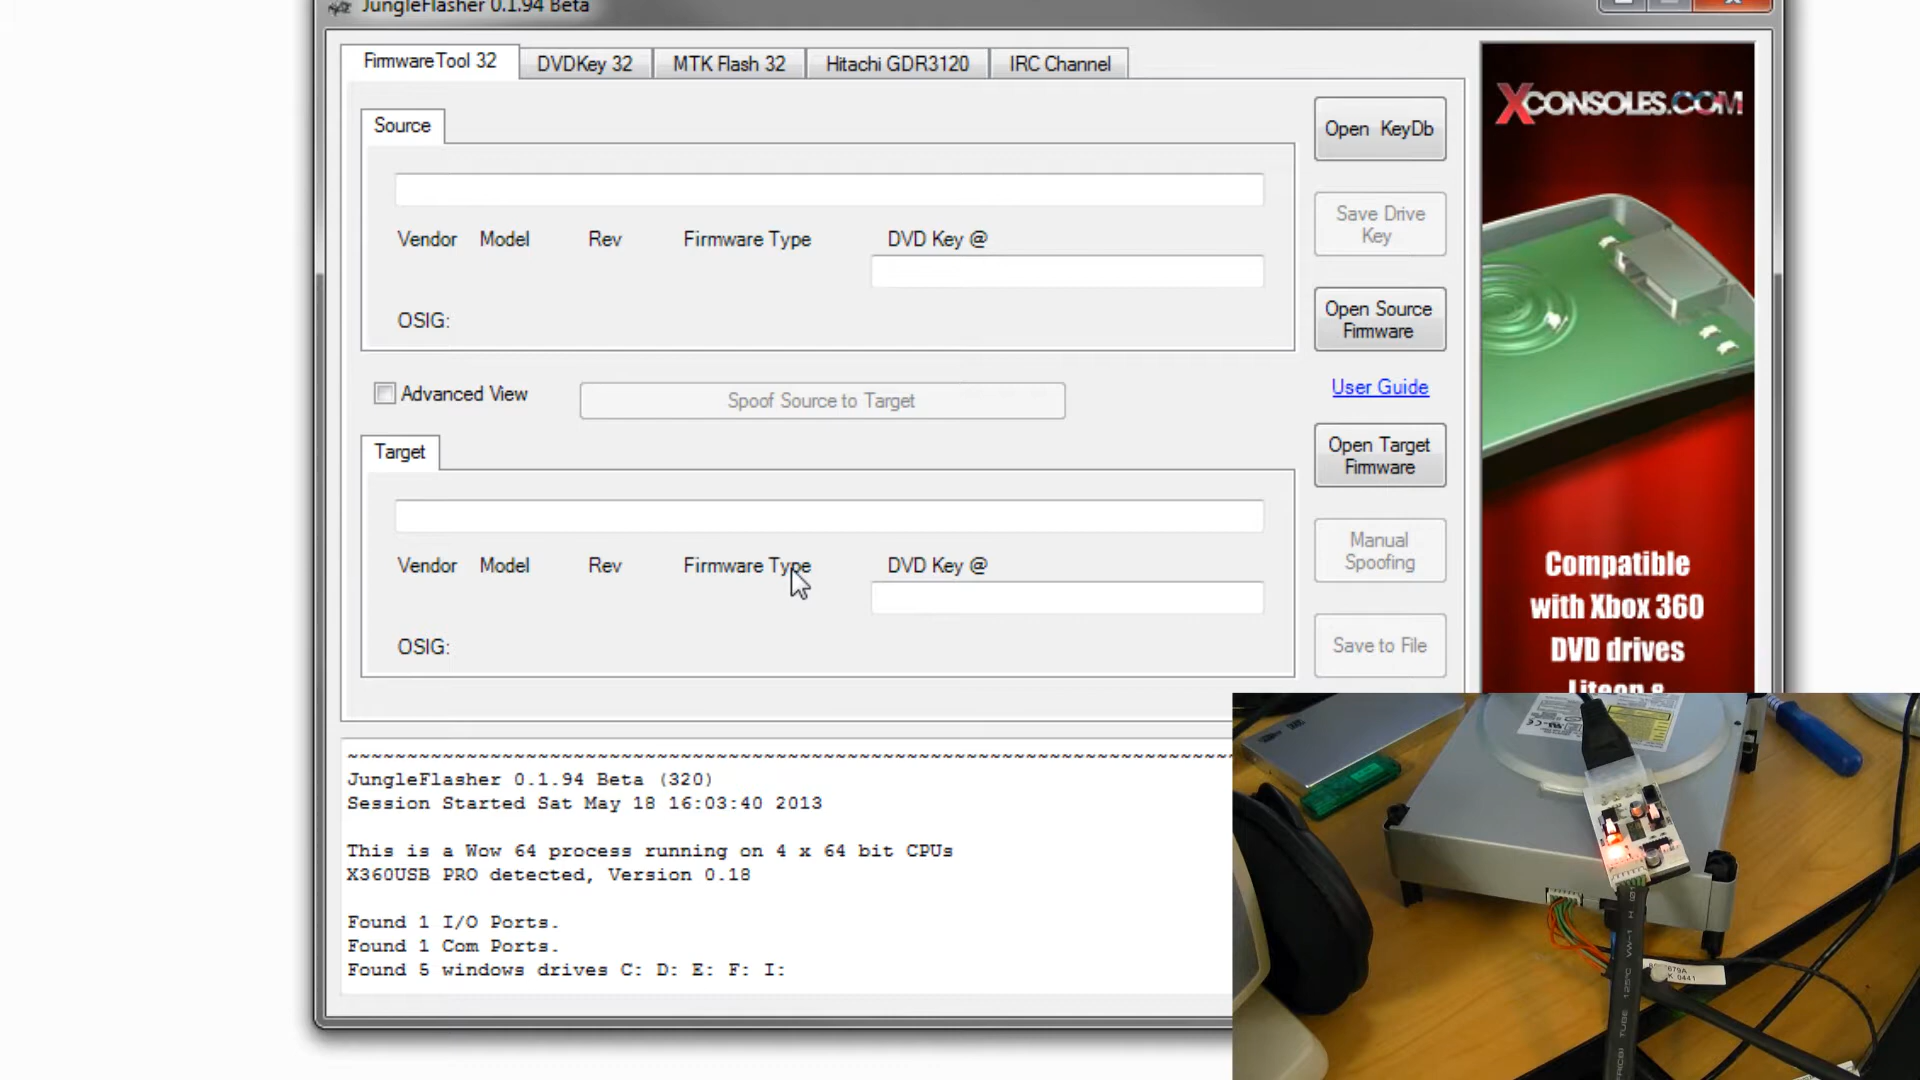 JungleFlasher 0.1.94 Beta
FirmwareTool 32
DVDKey 32
MTK Flash 32
Hitachi GDR3120
IRC Channel
Source
Vendor Model Rev Firmware Type DVD Key @
OSIG:
Advanced View
Spoof Source to Target
Target
Vendor Model Rev Firmware Type DVD Key @
OSIG:
Open KeyDb
Save Drive
Key
Open Source
Firmware
User Guide
Open Target
Firmware
Manual
Spoofing
Save to File
XCONSOLES.COM
Compatible
with Xbox 360
DVD drives
Liteon &
~~~~~~~~~~~~~~~~~~~~~~~~~~~~~~~~~~~~~~~~~~~~~~~~~~~~~~~~~~~~~~~~~~~~~~~~~~~
JungleFlasher 0.1.94 Beta (320)
Session Started Sat May 18 16:03:40 2013
This is a Wow 64 process running on 4 x 64 bit CPUs
X360USB PRO detected, Version 0.18
Found 1 I/O Ports.
Found 1 Com Ports.
Found 5 windows drives C: D: E: F: I: